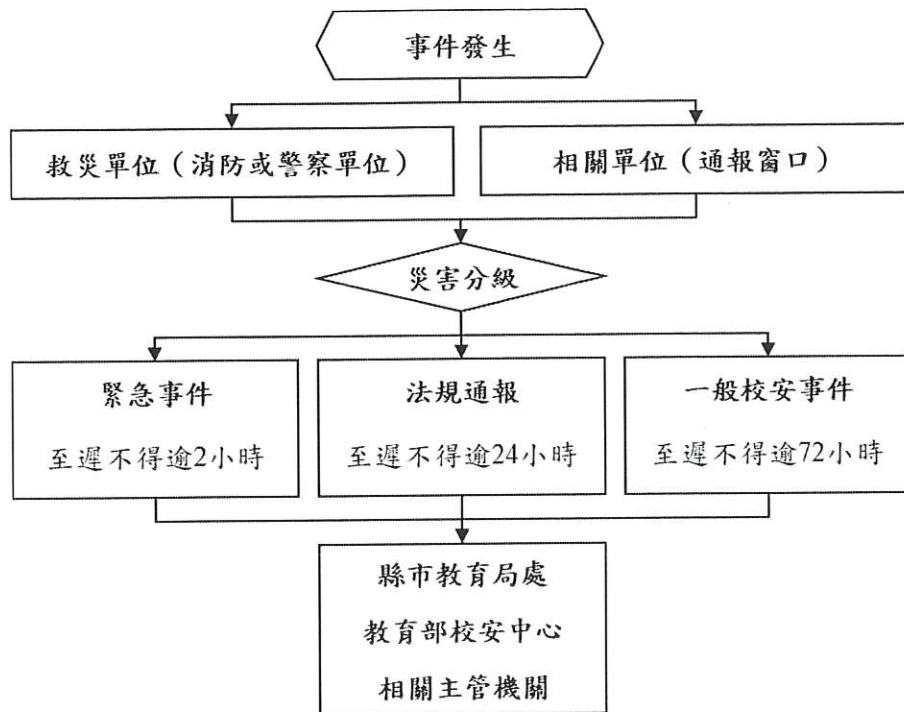 事件發生
救災單位（消防或警察單位）
相關單位（通報窗口）
災害分級
緊急事件
至遲不得逾2小時
法規通報
至遲不得逾24小時
一般校安事件
至遲不得逾72小時
縣市教育局處
教育部校安中心
相關主管機關